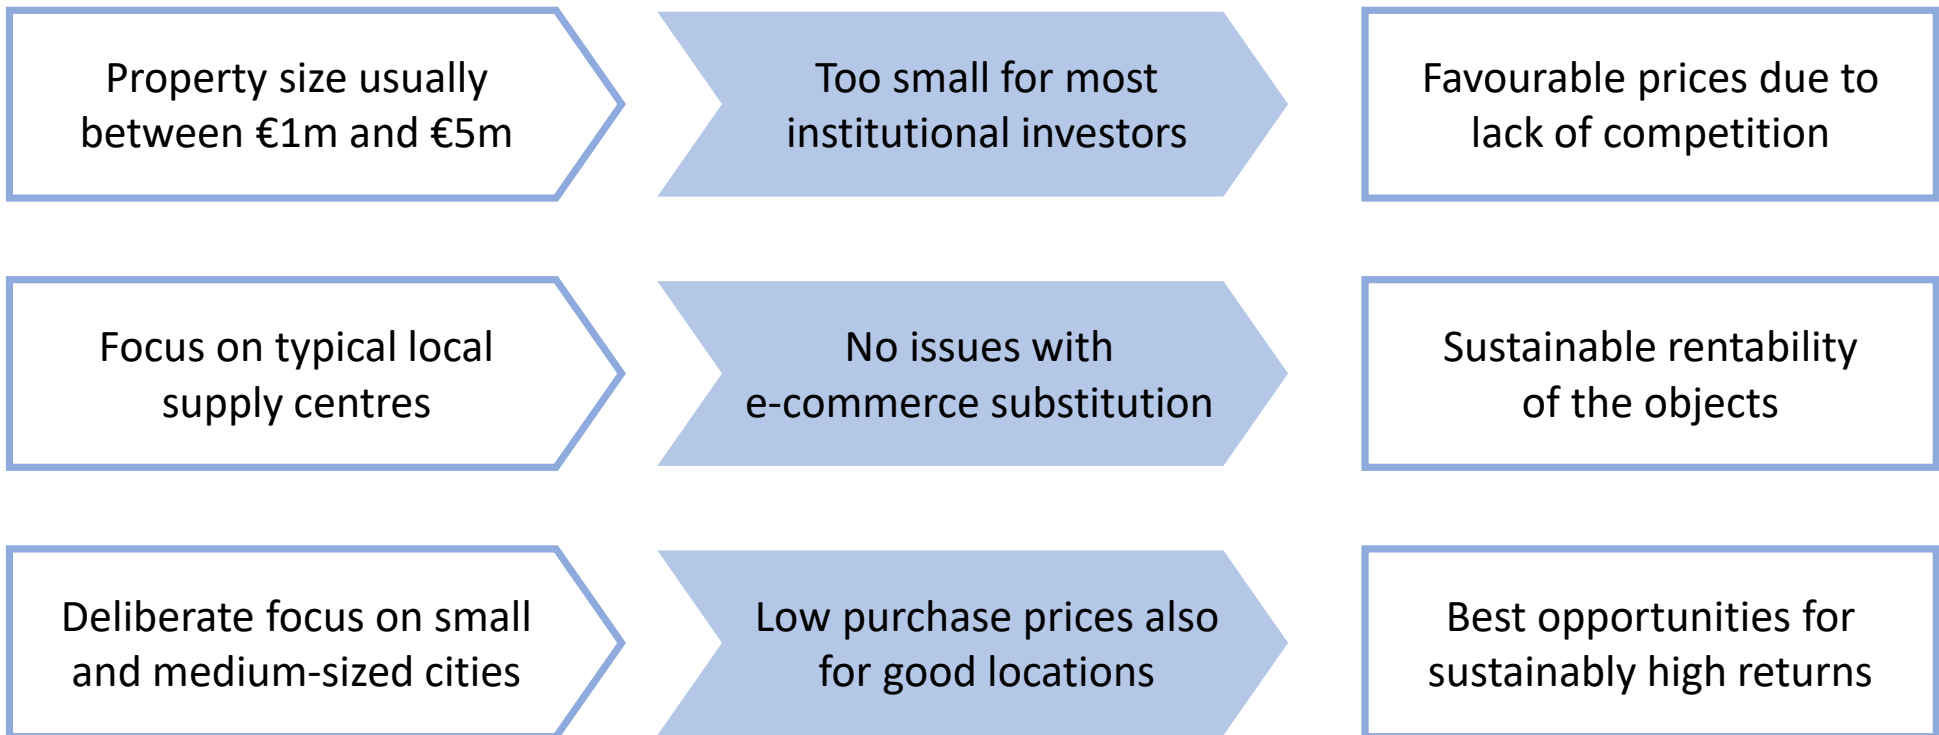 Property size usually
between €1m and €5m
Too small for most
institutional investors
Favourable prices due to
lack of competition
Focus on typical local
supply centres
No issues with
e-commerce substitution
Sustainable rentability
of the objects
Deliberate focus on small
and medium-sized cities
Low purchase prices also
for good locations
Best opportunities for
sustainably high returns